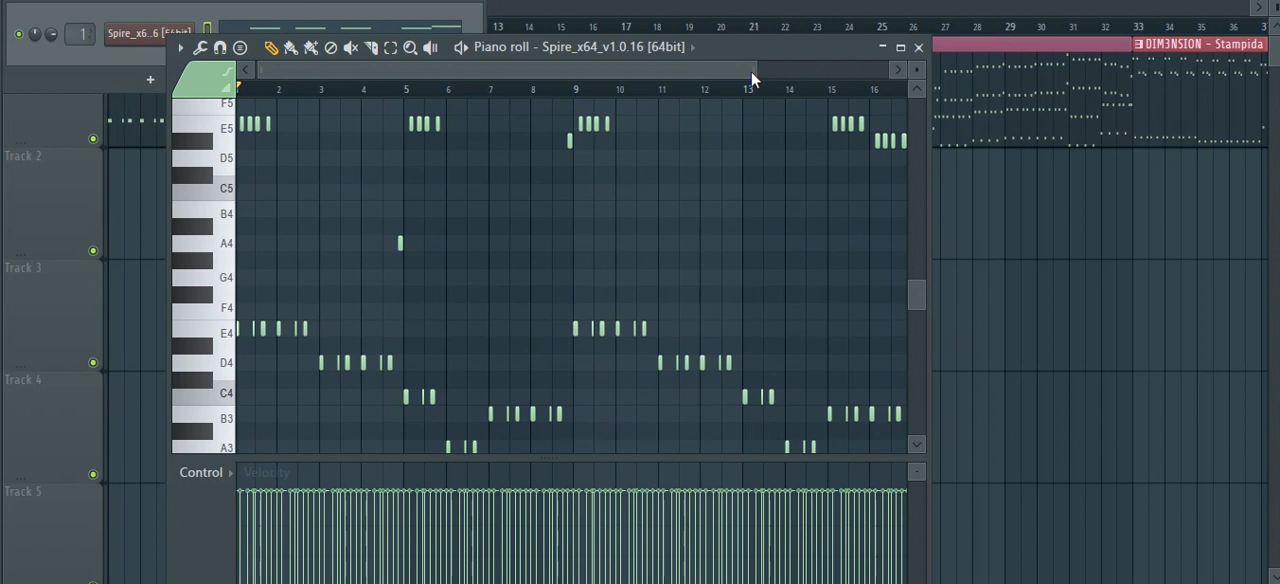 13 14 15 16 17 18 19 20 21 22 23 24 25 26 27 28 29 30 31 32 33 34 35 36 37
1 Spire_x6..6 [64bit]
Piano roll - Spire_x64_v1.0.16 [64bit]
DIM3NSION - Stampida
+
2 3 4 5 6 7 8 9 10 11 12 13 14 15 16
F5
E5
D5
C5
B4
A4
G4
F4
E4
D4
C4
B3
A3
Track 2
Track 3
Track 4
Track 5
Control
Velocity